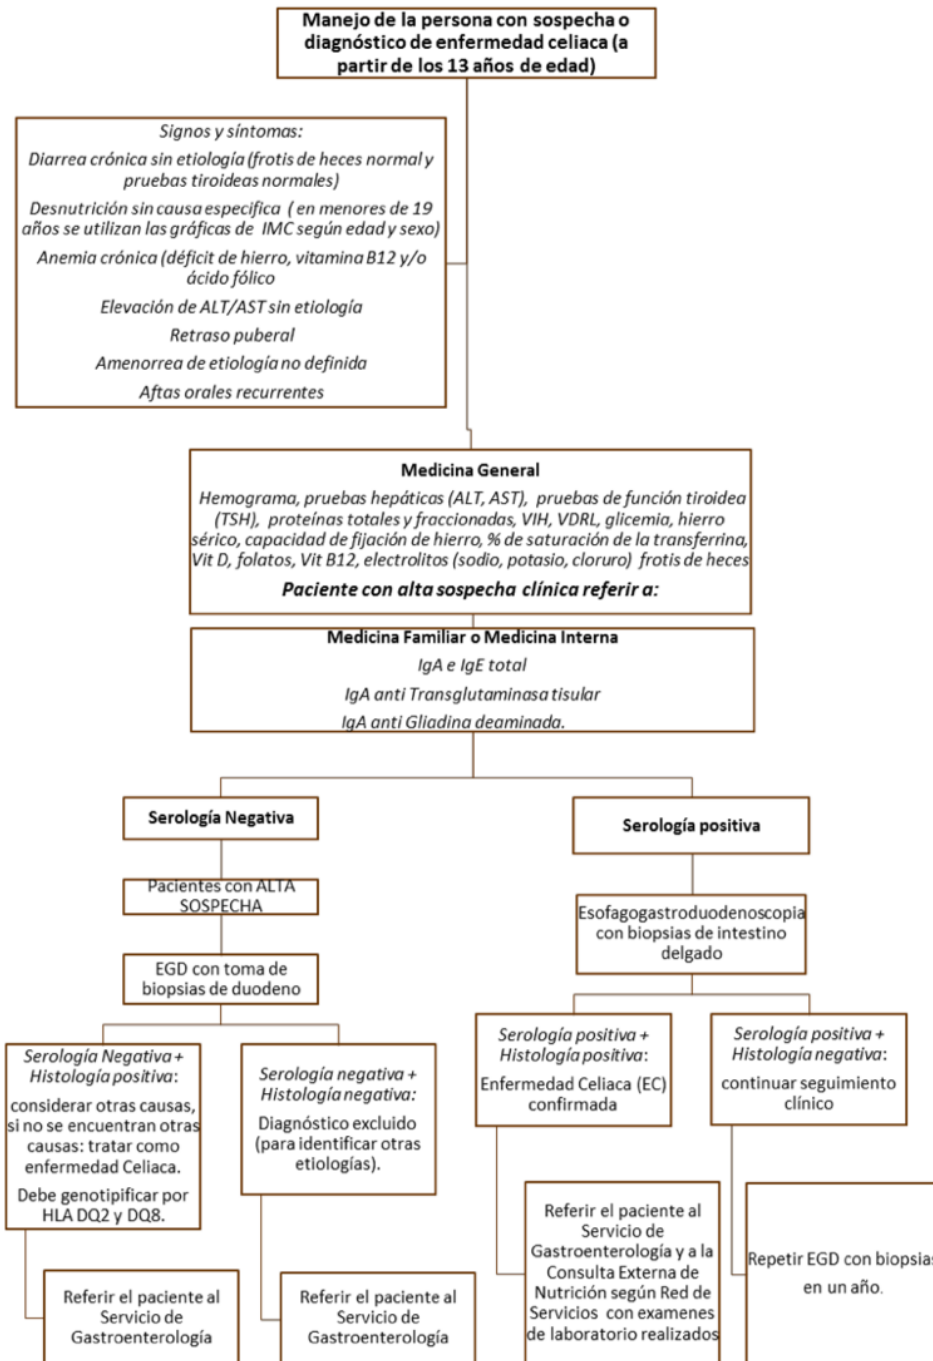 Manejo de la persona con sospecha o
diagnóstico de enfermedad celiaca (a
partir de los 13 años de edad)
Signos y síntomas:
Diarrea crónica sin etiología (frotis de heces normal y
pruebas tiroideas normales)
Desnutrición sin causa especifica ( en menores de 19
años se utilizan las gráficas de IMC según edad y sexo)
Anemia crónica (déficit de hierro, vitamina B12 y/o
ácido fólico
Elevación de ALT/AST sin etiología
Retraso puberal
Amenorrea de etiología no definida
Aftas orales recurrentes
Medicina General
Hemograma, pruebas hepáticas (ALT, AST), pruebas de función tiroidea
(TSH), proteínas totales y fraccionadas, VIH, VDRL, glicemia, hierro
sérico, capacidad de fijación de hierro, % de saturación de la transferrina,
Vit D, folatos, Vit B12, electrolitos (sodio, potasio, cloruro) frotis de heces
Paciente con alta sospecha clínica referir a:
Medicina Familiar o Medicina Interna
IgA e IgE total
IgA anti Transglutaminasa tisular
IgA anti Gliadina deaminada.
Serología Negativa
Pacientes con ALTA
SOSPECHA
EGD con toma de
biopsias de duodeno
Serología Negativa +
Histología positiva:
considerar otras causas,
si no se encuentran otras
causas: tratar como
enfermedad Celiaca.
Debe genotipificar por
HLA DQ2 y DQ8.
Referir el paciente al
Servicio de
Gastroenterología
Serología negativa +
Histología negativa:
Diagnóstico excluido
(para identificar otras
etiologías).
Referir el paciente al
Servicio de
Gastroenterología
Serología positiva
Esofagogastroduodenoscopia
con biopsias de intestino
delgado
Serología positiva +
Histología positiva:
Enfermedad Celiaca (EC)
confirmada
Referir el paciente al
Servicio de
Gastroenterología y a la
Consulta Externa de
Nutrición según Red de
Servicios con examenes
de laboratorio realizados
Serología positiva +
Histología negativa:
continuar seguimiento
clínico
Repetir EGD con biopsias
en un año.